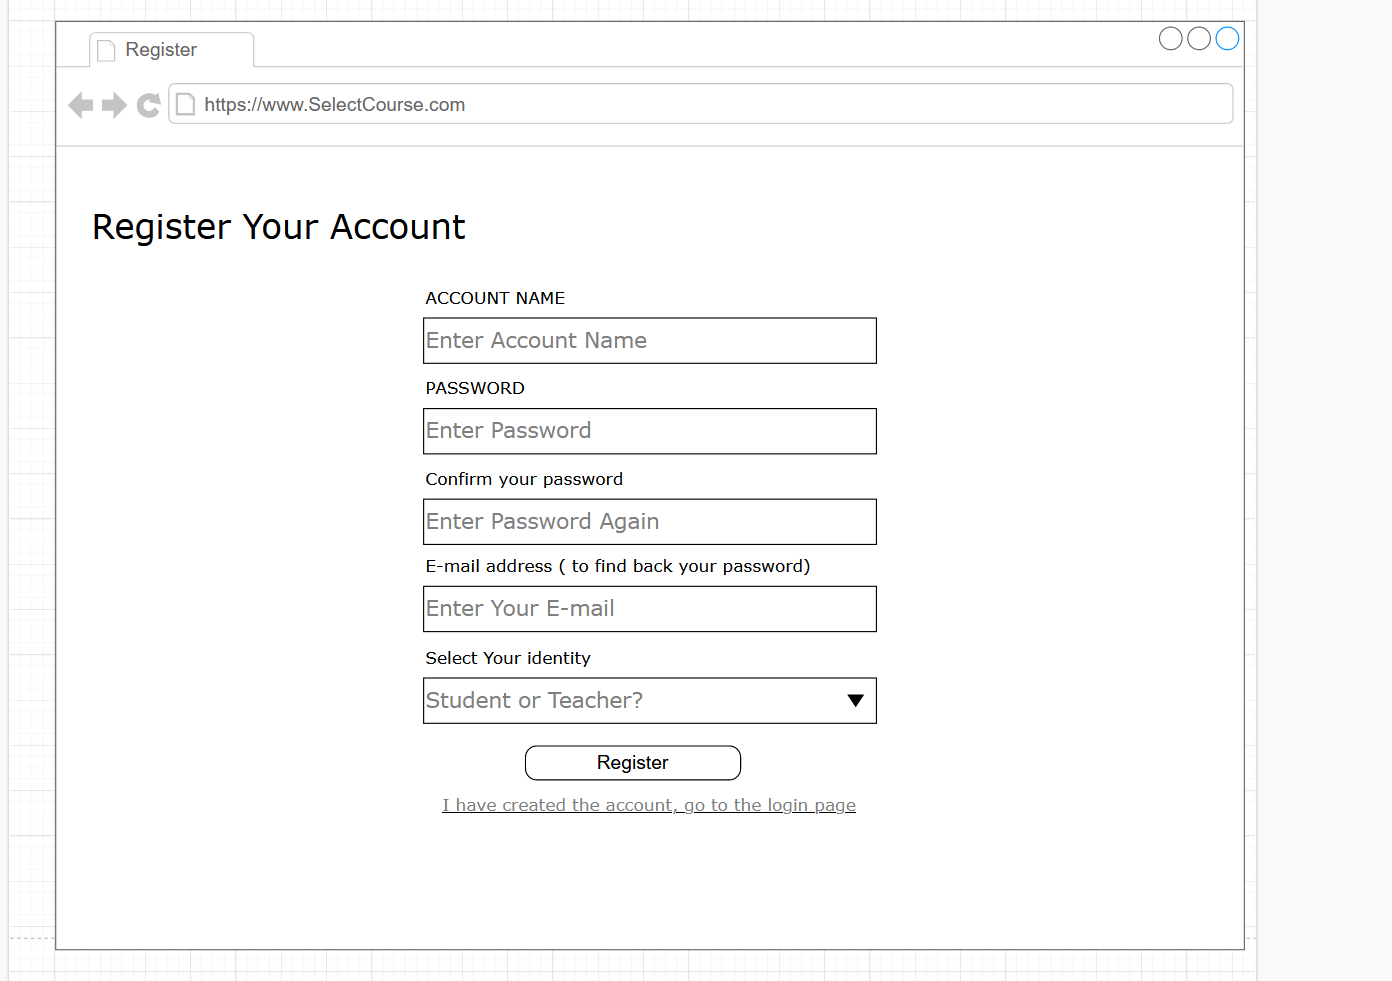 Register
https://www.SelectCourse.com
Register Your Account
ACCOUNT NAME
Enter Account Name
PASSWORD
Enter Password
Confirm your password
Enter Password Again
E-mail address ( to find back your password)
Enter Your E-mail
Select Your identity
Student or Teacher?
Register
I have created the account, go to the login page